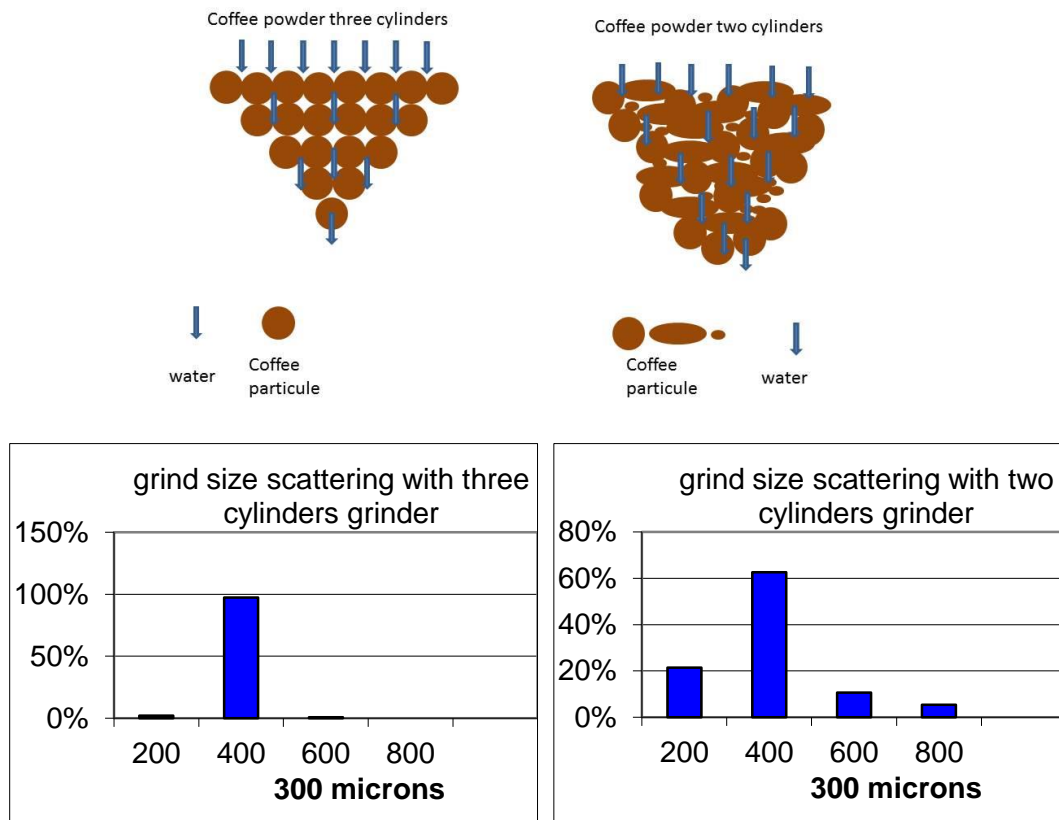 Coffee powder three cylinders
Coffee powder two cylinders
water
Coffee
particule
Coffee
particule
water
grind size scattering with three
cylinders grinder
150%
100%
50%
0%
200 400 600 800
300 microns
grind size scattering with two
cylinders grinder
80%
60%
40%
20%
0%
200 400 600 800
300 microns